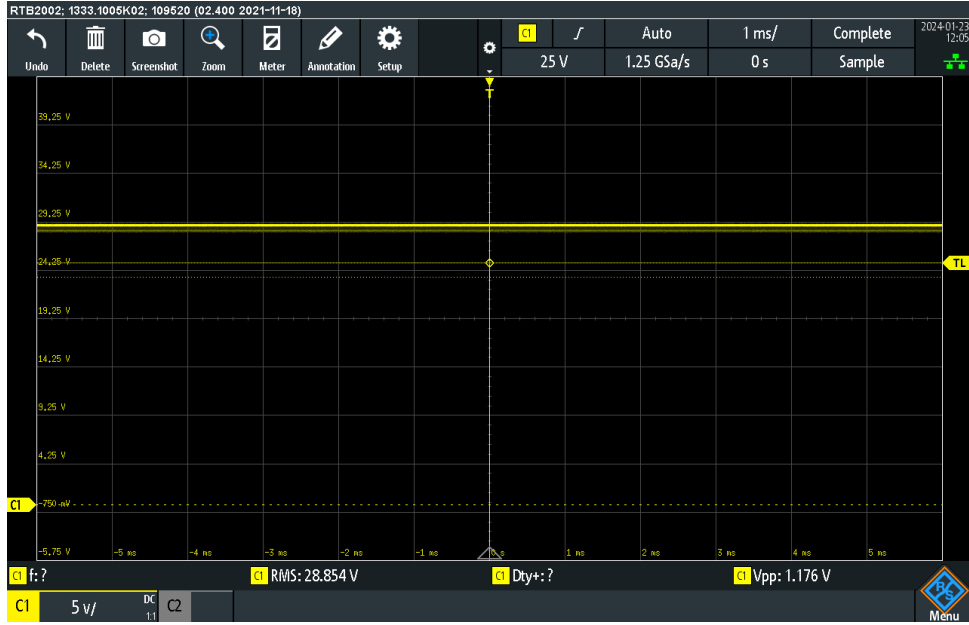 RTB2002; 1333.1005K02; 109520 (02.400 2021-11-18)
Undo Delete Screenshot Zoom Meter Annotation Setup
C1 Auto 1 ms/ Complete
25 V 1.25 GSa/s 0 s Sample
2024-01-23
12:05
T
39,25 V
34,25 V
29,25 V
24,25 V
TL
19,25 V
14,25 V
9,25 V
4,25 V
C1 -750 mV
-5,75 V -5 ms -4 ms -3 ms -2 ms -1 ms 0 s 1 ms 2 ms 3 ms 4 ms 5 ms
C1 f: ? C1 RMS: 28.854 V C1 Dty+: ? C1 Vpp: 1.176 V
C1 5 V/ DC 1:1 C2
R&S
Menu